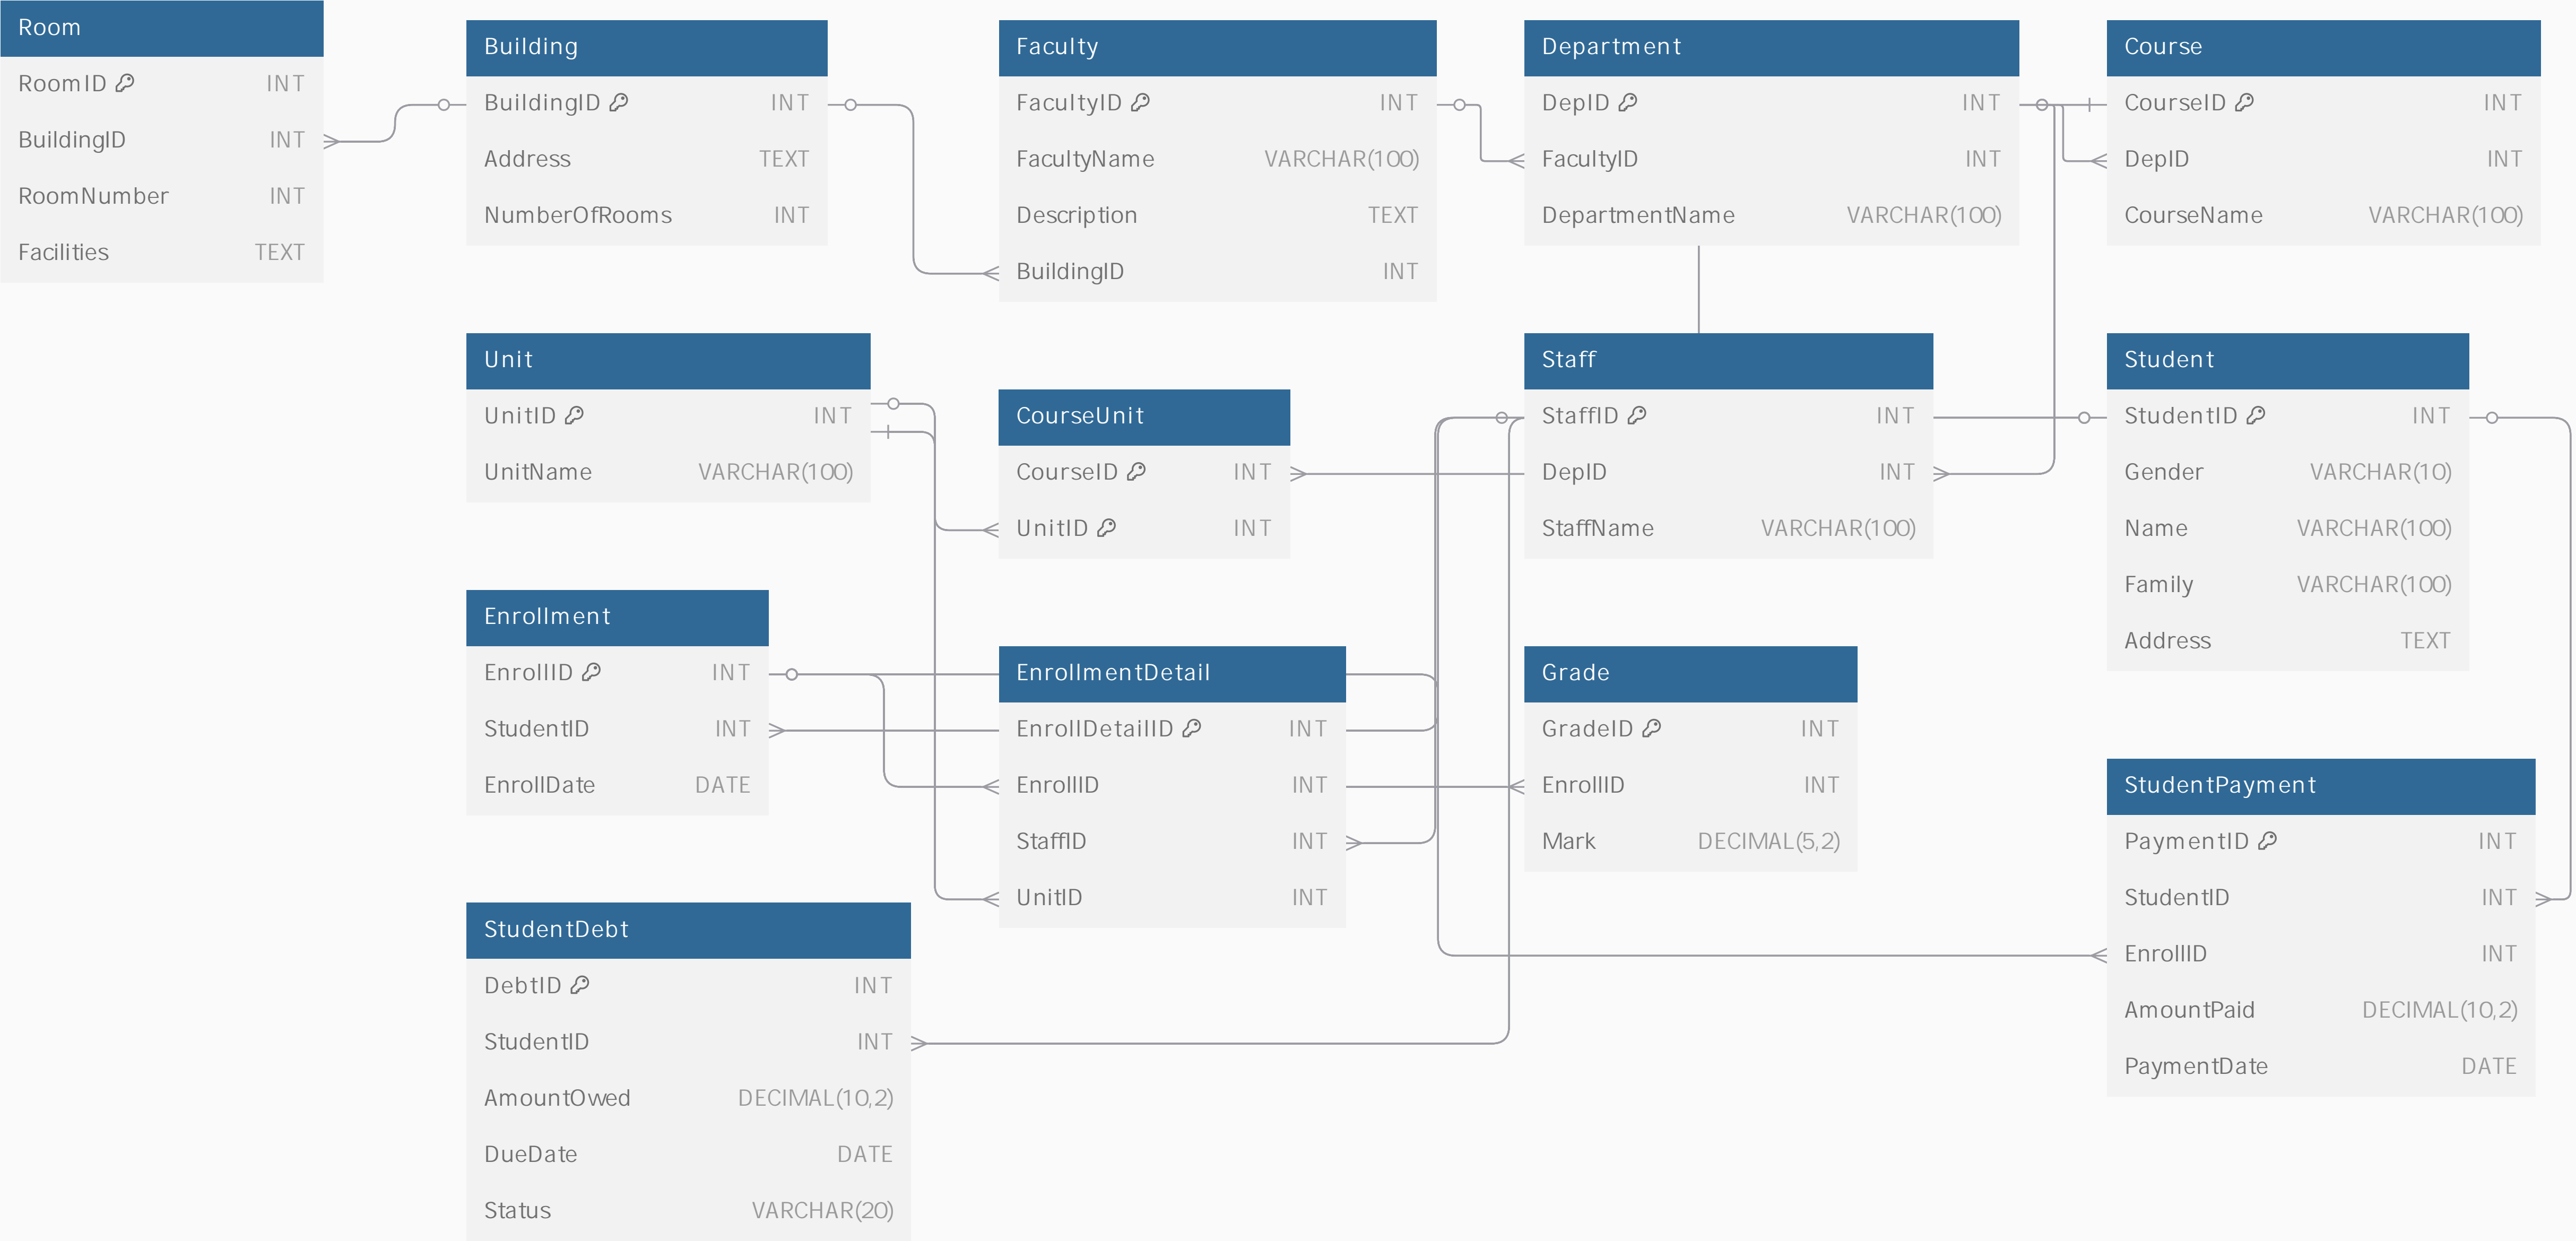 Room
RoomID INT
BuildingID INT
RoomNumber INT
Facilities TEXT
Building
BuildingID INT
Address TEXT
NumberOfRooms INT
Faculty
FacultyID INT
FacultyName VARCHAR(100)
Description TEXT
BuildingID INT
Department
DepID INT
FacultyID INT
DepartmentName VARCHAR(100)
Course
CourseID INT
DepID INT
CourseName VARCHAR(100)
Unit
UnitID INT
UnitName VARCHAR(100)
CourseUnit
CourseID INT
UnitID INT
Staff
StaffID INT
DepID INT
StaffName VARCHAR(100)
Student
StudentID INT
Gender VARCHAR(10)
Name VARCHAR(100)
Family VARCHAR(100)
Address TEXT
Enrollment
EnrollID INT
StudentID INT
EnrollDate DATE
EnrollmentDetail
EnrollDetailID INT
EnrollID INT
StaffID INT
UnitID INT
Grade
GradeID INT
EnrollID INT
Mark DECIMAL(5,2)
StudentPayment
PaymentID INT
StudentID INT
EnrollID INT
AmountPaid DECIMAL(10,2)
PaymentDate DATE
StudentDebt
DebtID INT
StudentID INT
AmountOwed DECIMAL(10,2)
DueDate DATE
Status VARCHAR(20)